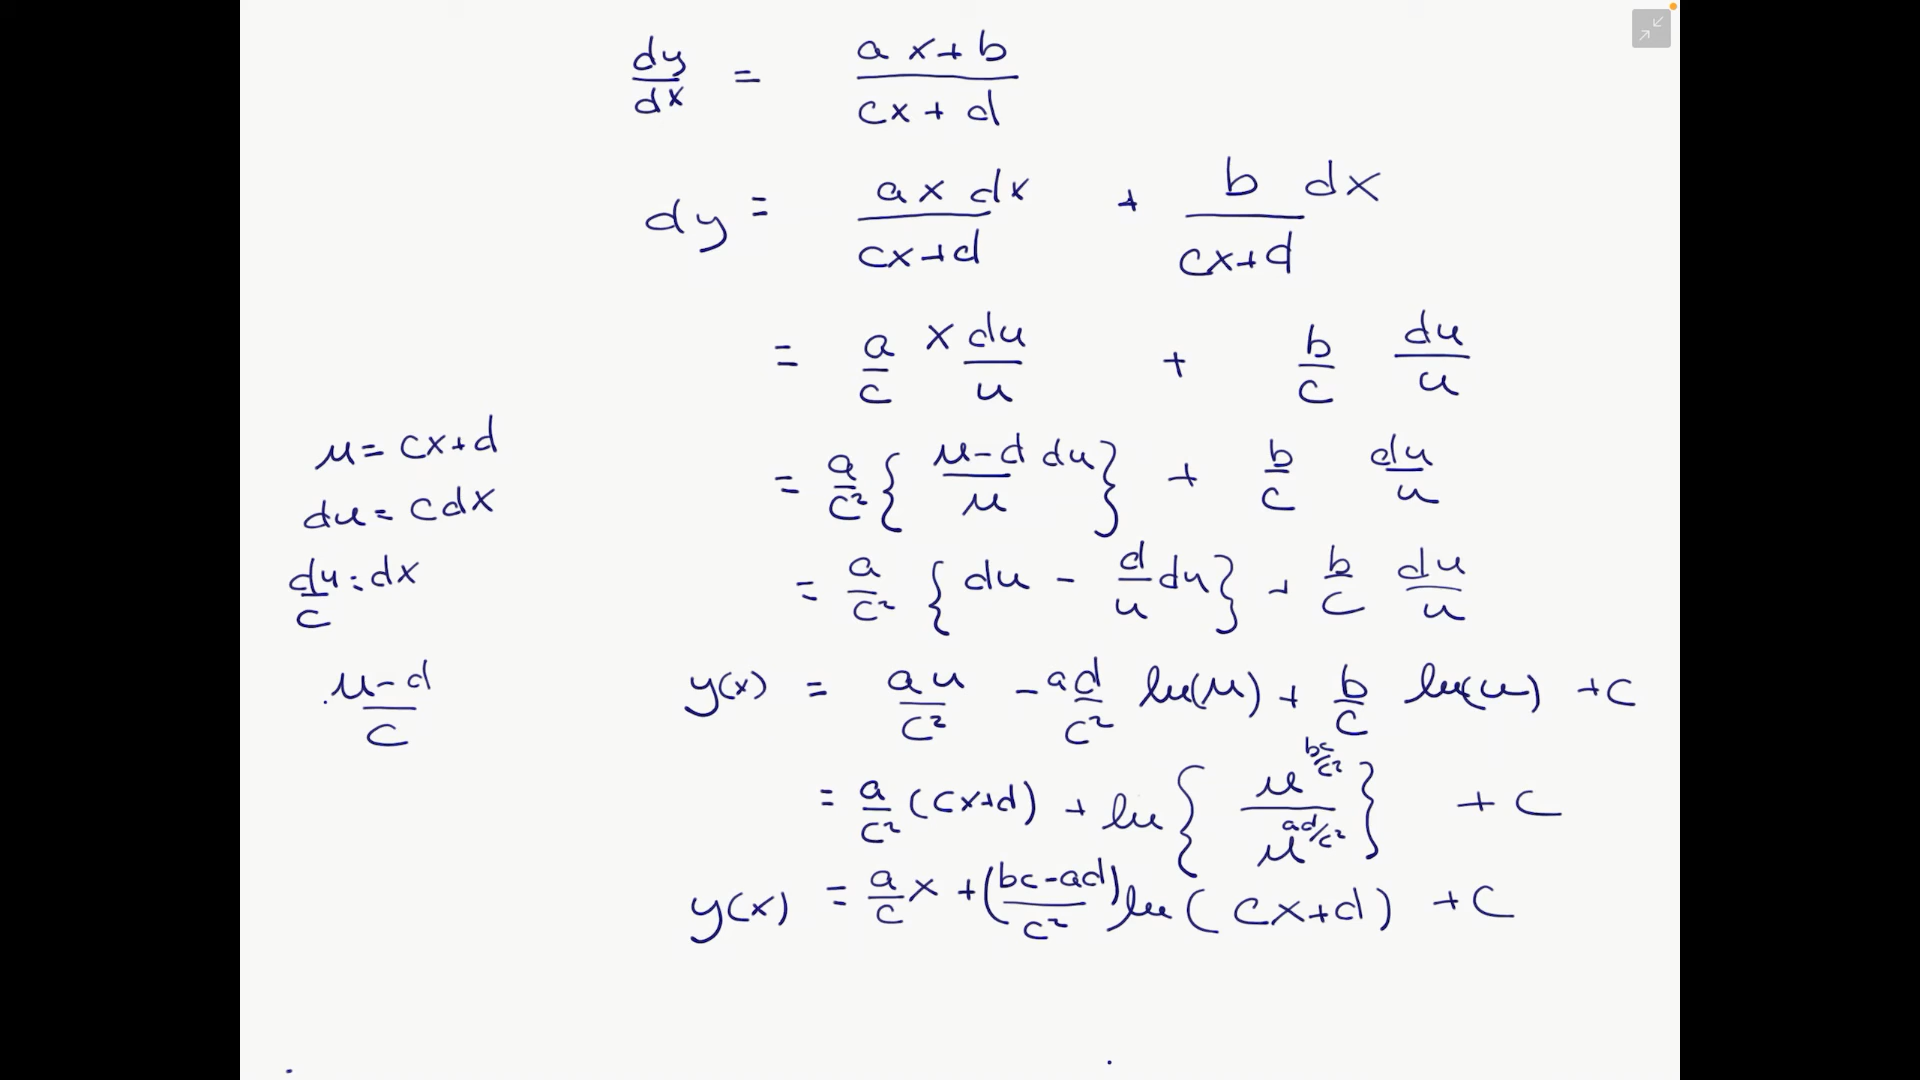 dy/dx = (ax+b)/(cx+d)
dy = ax dx/(cx+d) + b dx/(cx+d)
= a/c x du/u + b/c du/u
u = cx+d
du = cdx
du/c = dx
(u-d)/c
= a/c² { (u-d)/u du } + b/c du/u
= a/c² { du - d/u du } + b/c du/u
y(x) = au/c² - ad/c² ln(u) + b/c ln(u) + C
= a/c² (cx+d) + ln { u^(bc/c²) / u^(ad/c²) } + C
y(x) = a/c x + ((bc-ad)/c²) ln(cx+d) + C